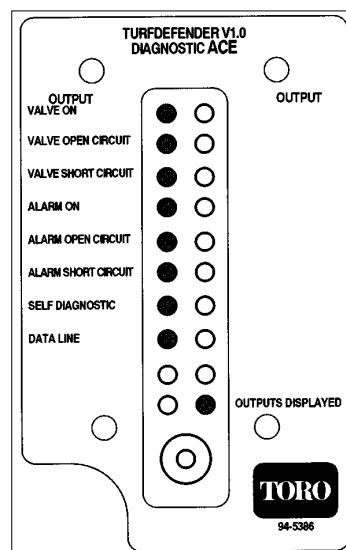 TURFDEFENDER V1.0
DIAGNOSTIC ACE
OUTPUT
OUTPUT
VALVE ON
VALVE OPEN CIRCUIT
VALVE SHORT CIRCUIT
ALARM ON
ALARM OPEN CIRCUIT
ALARM SHORT CIRCUIT
SELF DIAGNOSTIC
DATA LINE
OUTPUTS DISPLAYED
TORO
94-5386